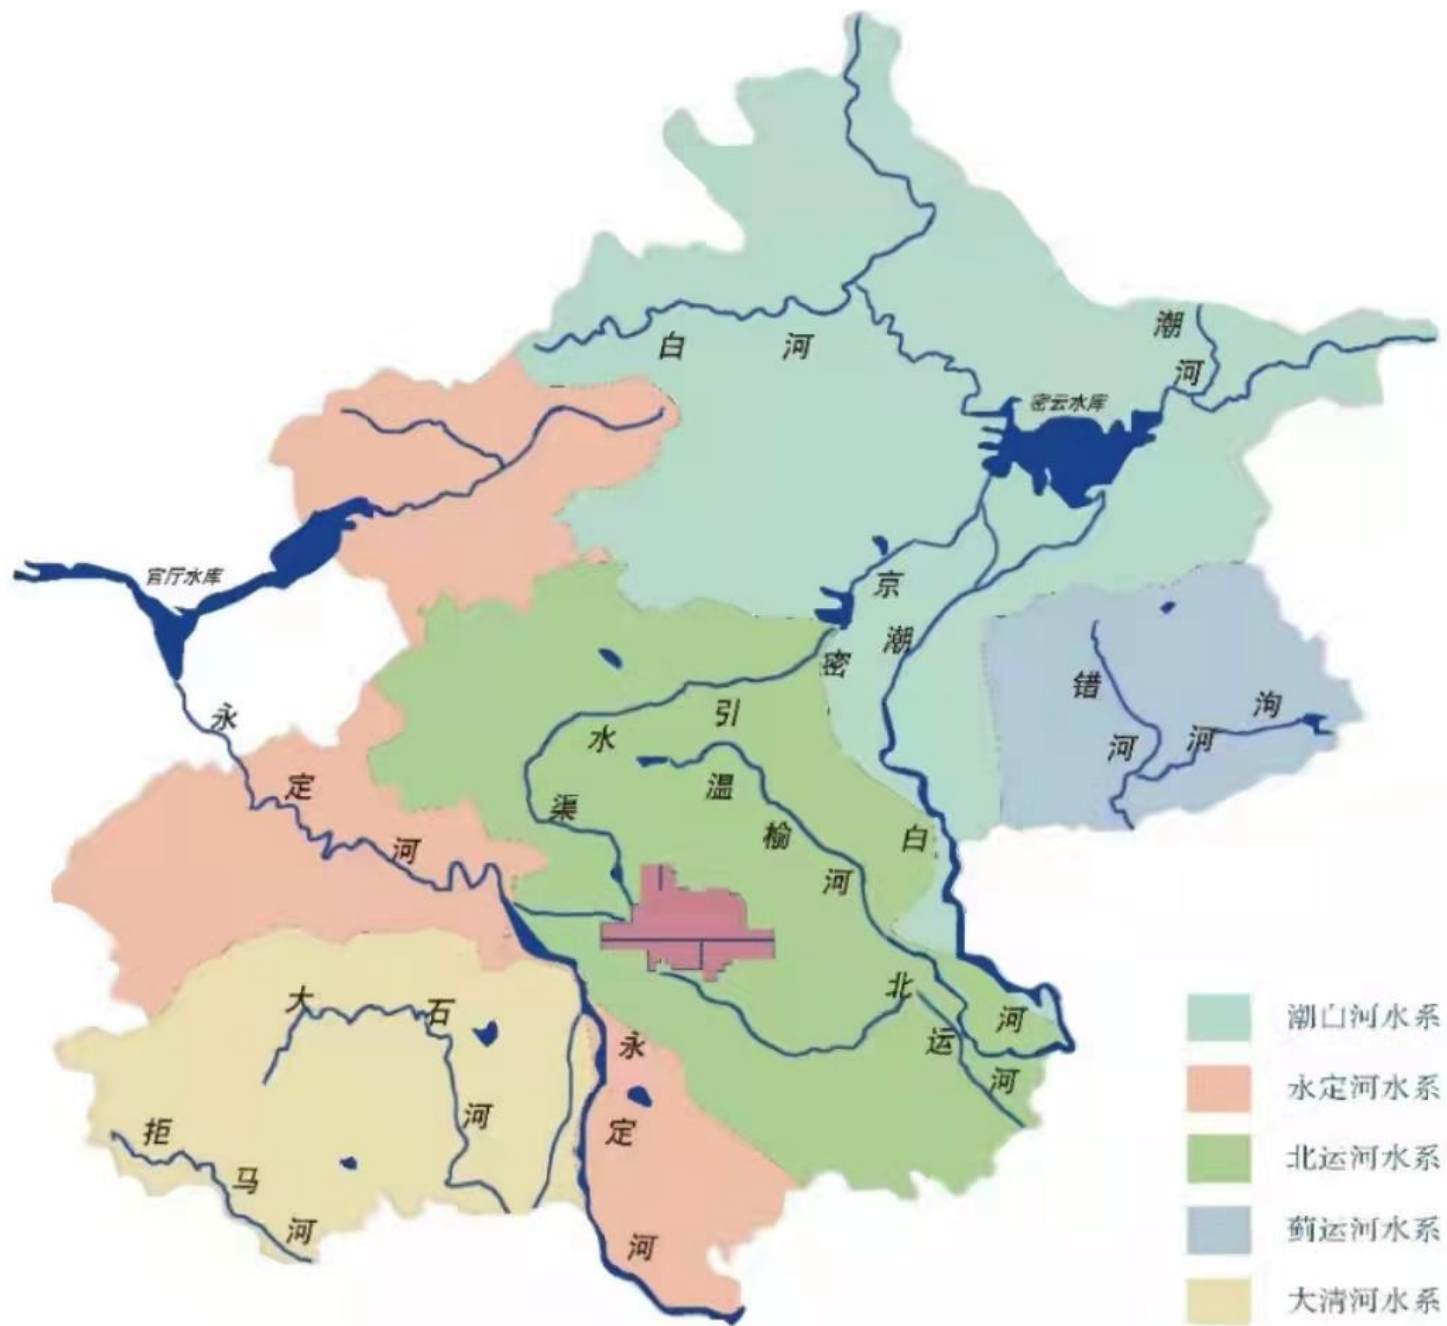 白河
潮河
密云水库
官厅水库
京密引水渠
潮白河
错河
泃河
永定河
温榆河
北运河
大石河
永定河
拒马河
潮白河水系
永定河水系
北运河水系
蓟运河水系
大清河水系